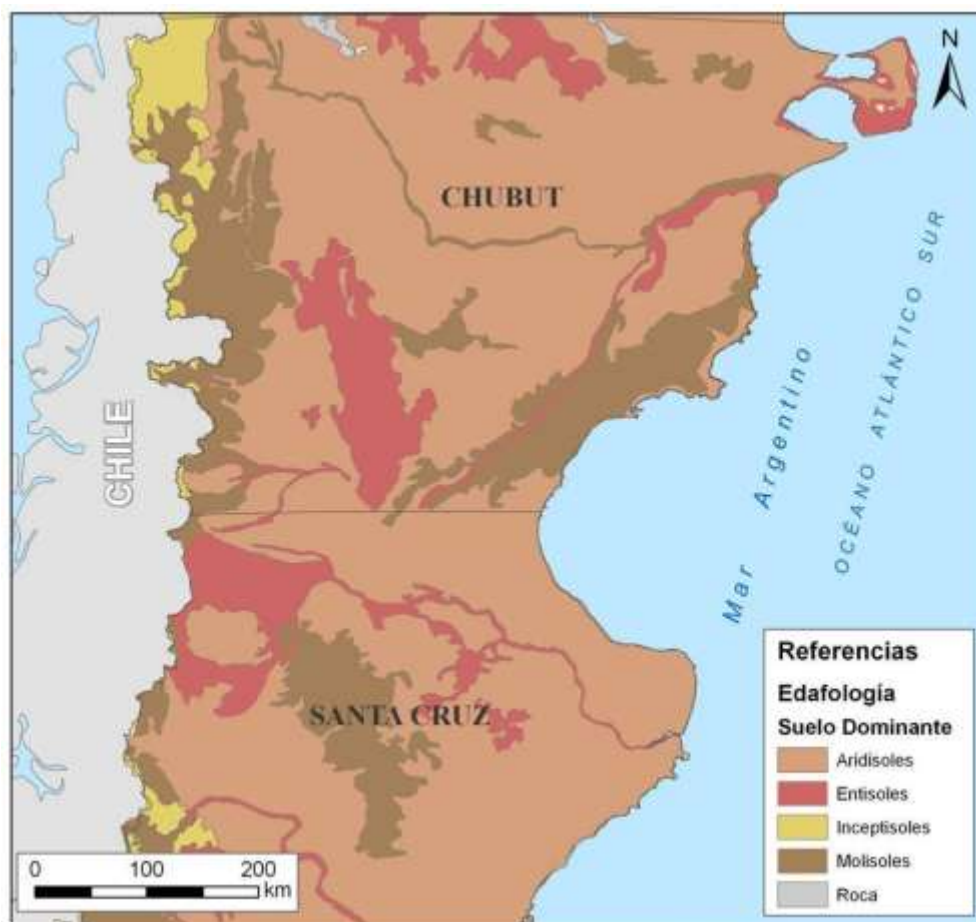 N
CHUBUT
CHILE
Mar Argentino
OCÉANO ATLÁNTICO SUR
SANTA CRUZ
Referencias
Edafología
Suelo Dominante
Aridisoles
Entisoles
Inceptisoles
Molisoles
Roca
0 100 200
km